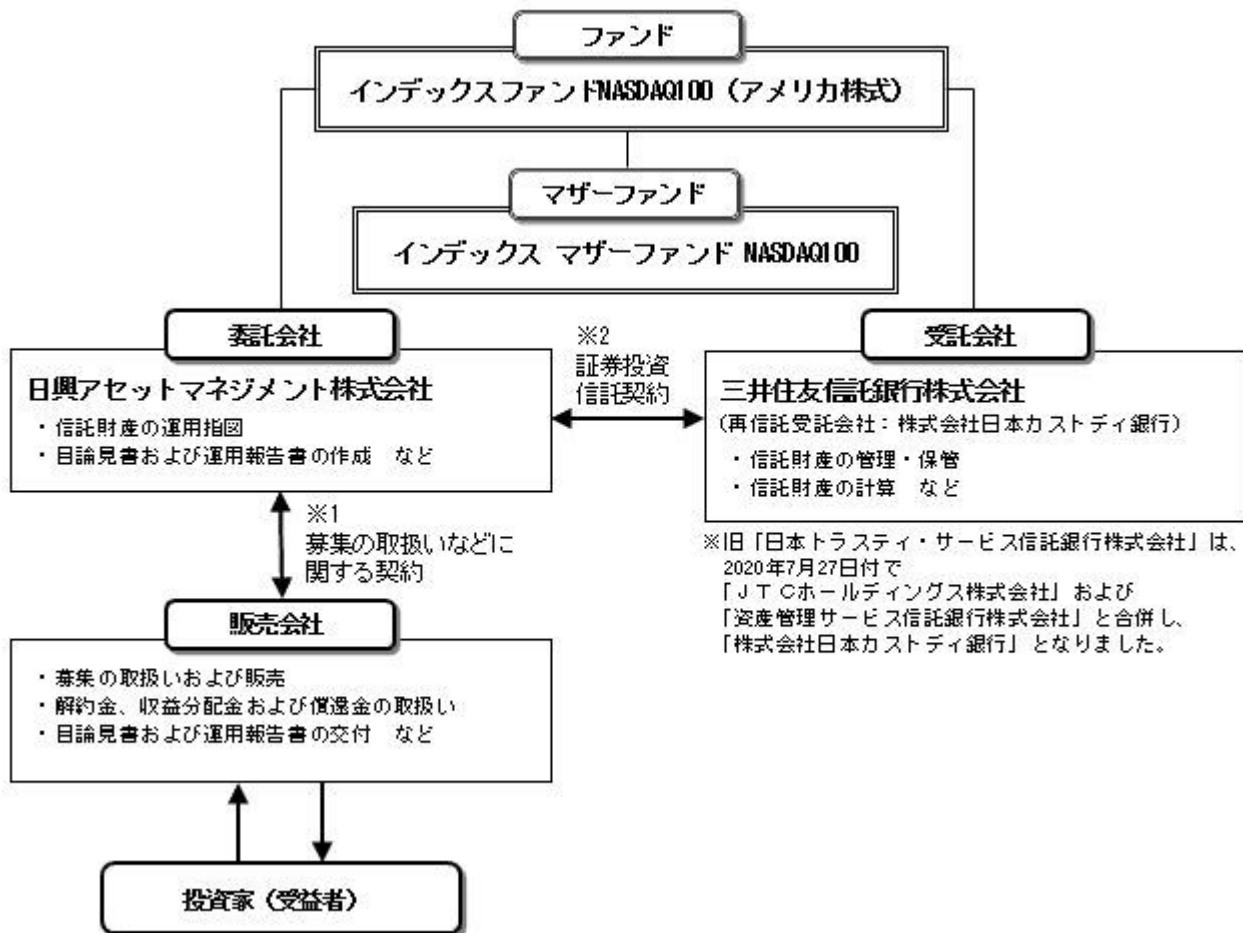 ファンド
インデックスファンドNASDAQ100（アメリカ株式）
マザーファンド
インデックス マザーファンド NASDAQ100
委託会社
日興アセットマネジメント株式会社
・信託財産の運用指図
・目論見書および運用報告書の作成　など
※2
証券投資
信託契約
受託会社
三井住友信託銀行株式会社
（再信託受託会社：株式会社日本カストディ銀行）
・信託財産の管理・保管
・信託財産の計算　など
※旧「日本トラスティ・サービス信託銀行株式会社」は、
2020年7月27日付で
「ＪＴＣホールディングス株式会社」および
「資産管理サービス信託銀行株式会社」と合併し、
「株式会社日本カストディ銀行」となりました。
※1
募集の取扱いなどに
関する契約
販売会社
・募集の取扱いおよび販売
・解約金、収益分配金および償還金の取扱い
・目論見書および運用報告書の交付　など
投資家（受益者）